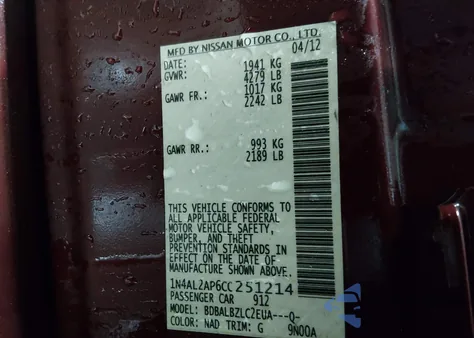 MFD BY NISSAN MOTOR CO., LTD.
DATE: 04/12
GVWR: 1941 KG
4279 LB
GAWR FR.: 1017 KG
2242 LB
GAWR RR.: 993 KG
2189 LB
THIS VEHICLE CONFORMS TO
ALL APPLICABLE FEDERAL
MOTOR VEHICLE SAFETY,
BUMPER, AND THEFT
PREVENTION STANDARDS IN
EFFECT ON THE DATE OF
MANUFACTURE SHOWN ABOVE.
1N4AL2AP6CC251214
PASSENGER CAR 912
MODEL: BDBALBZLC2EUA---Q-
COLOR: NAD TRIM: G 9N00A